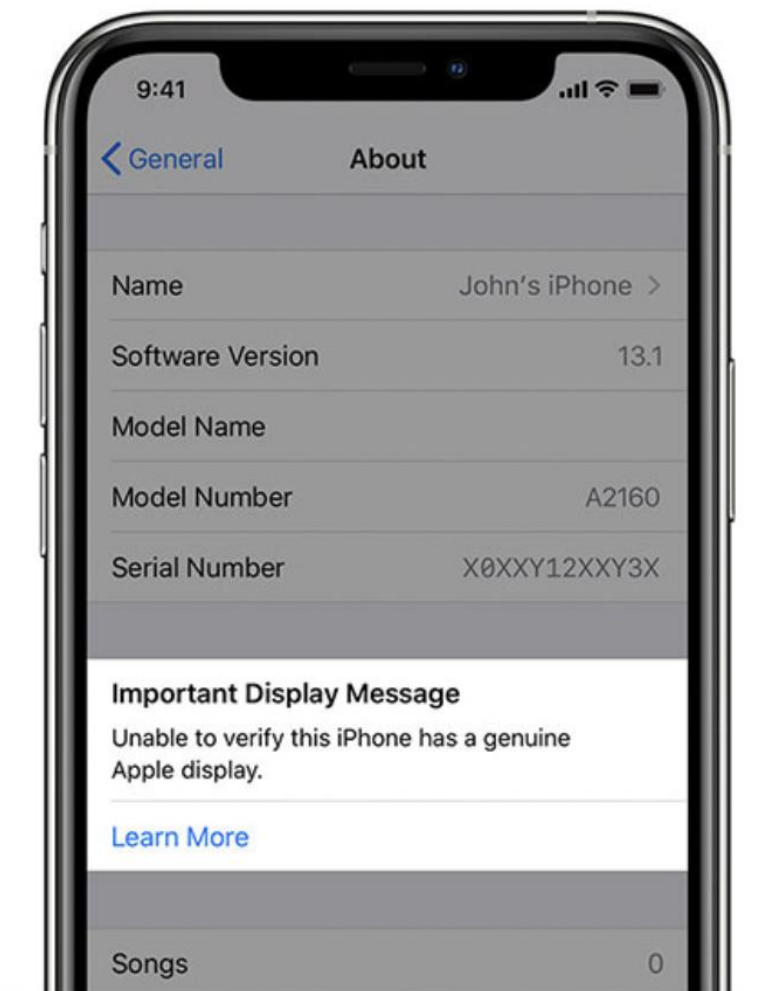 9:41
General About
Name John's iPhone
Software Version 13.1
Model Name
Model Number A2160
Serial Number X0XXY12XXY3X
Important Display Message
Unable to verify this iPhone has a genuine
Apple display.
Learn More
Songs 0